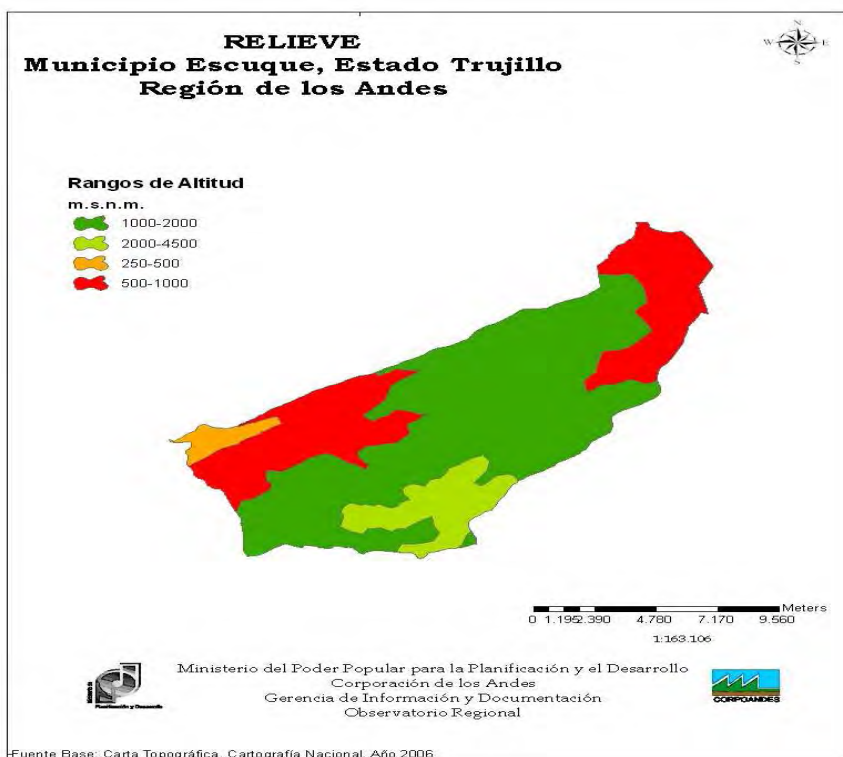 RELIEVE
Municipio Escuque, Estado Trujillo
Región de los Andes
N
W E
S
Rangos de Altitud
m.s.n.m.
1000-2000
2000-4500
250-500
500-1000
Meters
0 1.195 2.390 4.780 7.170 9.560
1:163.106
Ministerio del Poder Popular para la Planificación y el Desarrollo
Corporación de los Andes
Gerencia de Información y Documentación
Observatorio Regional
Planificación y Desarrollo
CORPOANDES
Fuente Base: Carta Topográfica. Cartografía Nacional. Año 2006